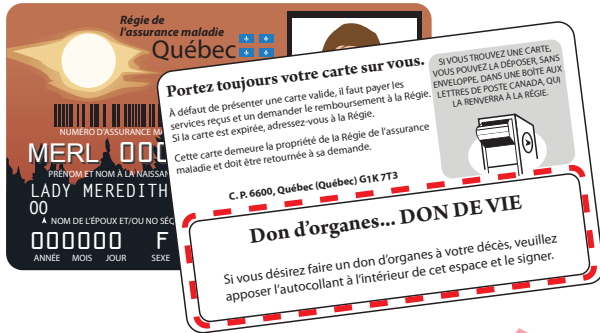 Régie de
l'assurance maladie
Québec
NUMÉRO D'ASSURANCE
MERL
PRÉNOM ET NOM À LA
LADY MEREDITH
00
NOM DE L'ÉPOUX ET/OU NO
000000 F
ANNÉE MOIS JOUR SEXE
Portez toujours votre carte sur vous.
À défaut de présenter une carte valide, il faut payer les
services reçus et un demander le remboursement à la Régie.
Si la carte est expirée, adressez-vous à la Régie.
Cette carte demeure la propriété de la Régie de l'assurance
maladie et doit être retournée à sa demande.
C. P. 6600, Québec (Québec) G1K 7T3
SI VOUS TROUVEZ UNE CARTE,
VOUS POUVEZ LA DÉPOSER, SANS
ENVELOPPE, DANS UNE BOÎTE AUX
LETTRES DE POSTE CANADA, QUI
LA RENVERRA À LA RÉGIE.
Don d'organes... DON DE VIE
Si vous désirez faire un don d'organes à votre décès, veuillez
apposer l'autocollant à l'intérieur de cet espace et le signer.